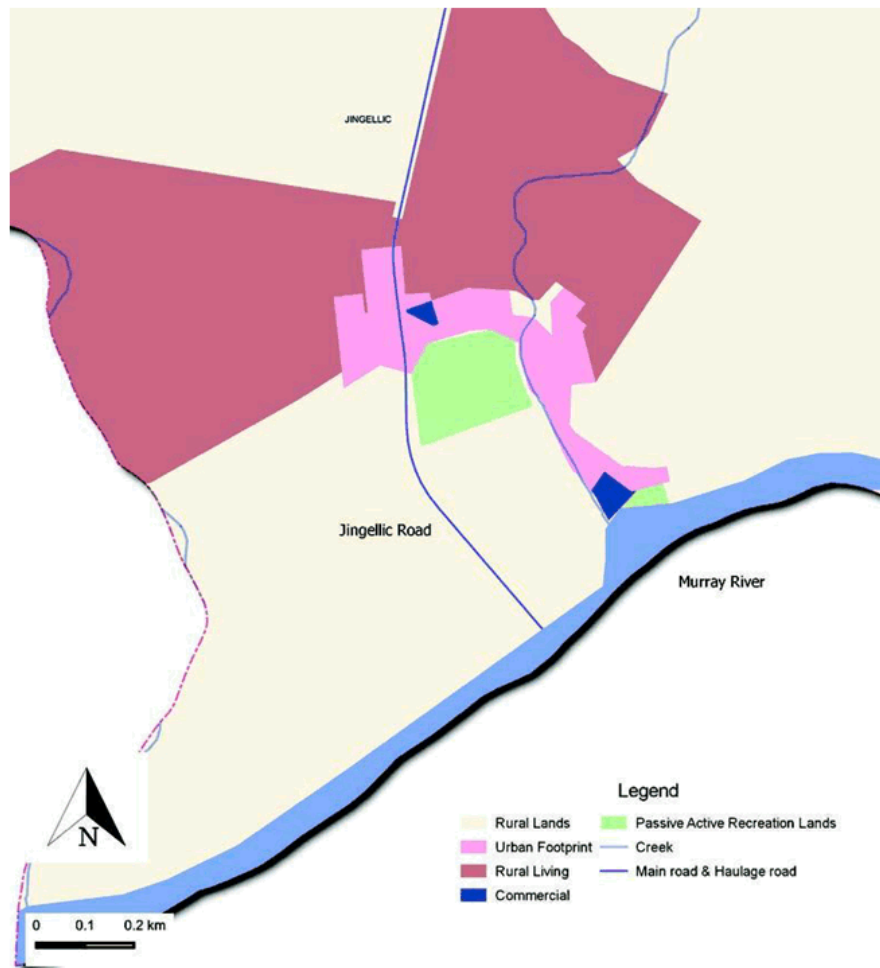 JINGELLIC
Jingellic Road
Murray River
Legend
Rural Lands
Urban Footprint
Rural Living
Commercial
Passive Active Recreation Lands
Creek
Main road & Haulage road
N
0 0.1 0.2 km